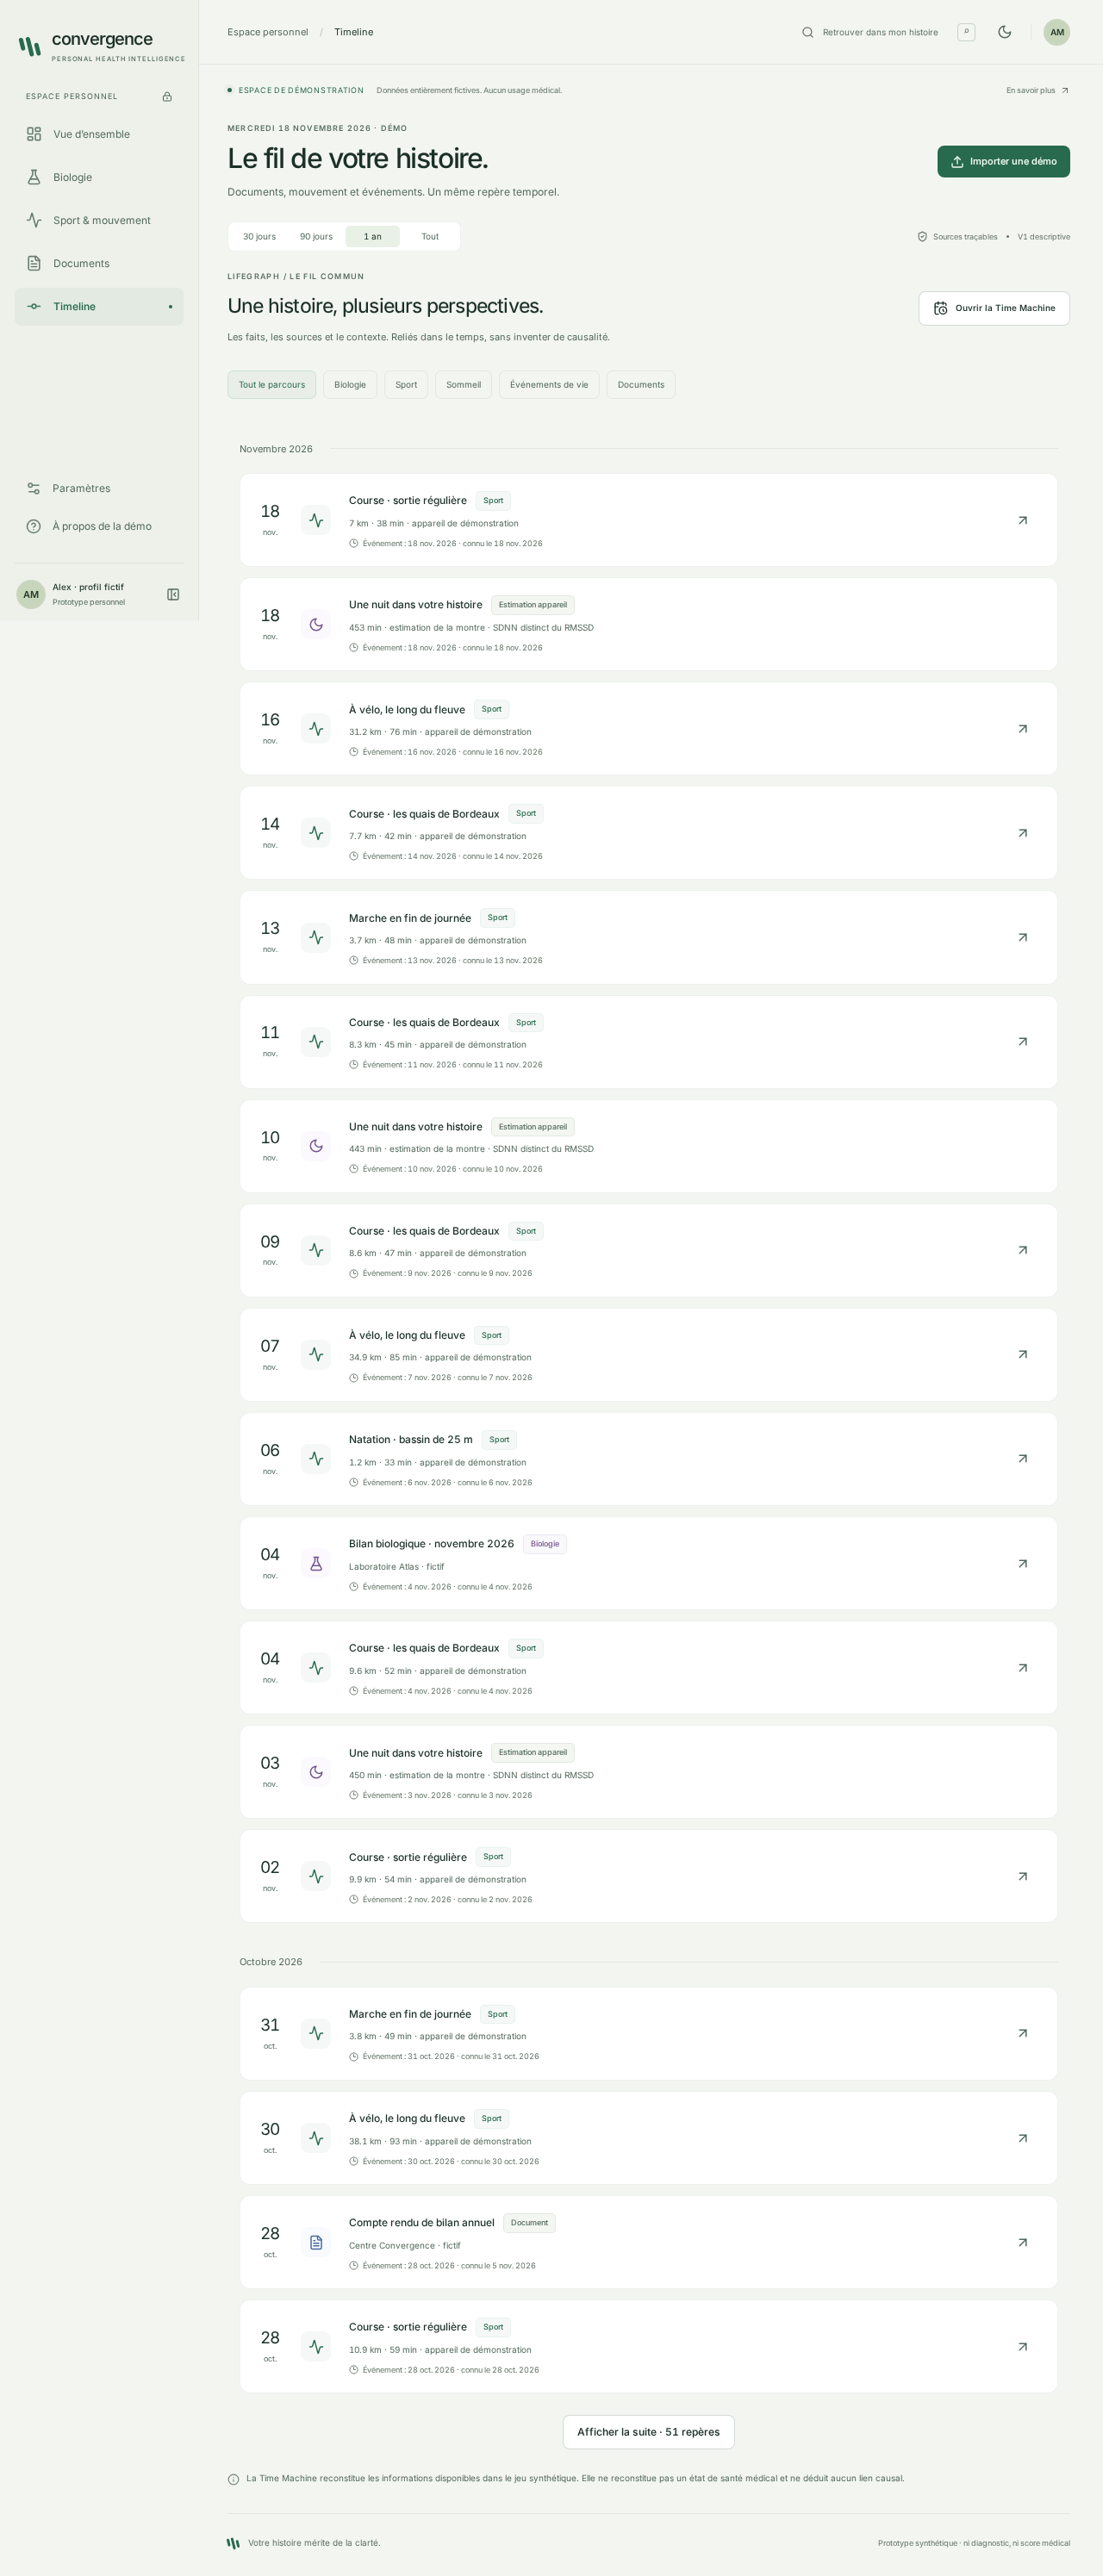 convergence
PERSONAL HEALTH INTELLIGENCE
ESPACE PERSONNEL
Vue d'ensemble
Biologie
Sport & mouvement
Documents
Timeline
Paramètres
À propos de la démo
AM
Alex · profil fictif
Prototype personnel
Espace personnel / Timeline
Retrouver dans mon histoire
AM
ESPACE DE DÉMONSTRATION Données entièrement fictives. Aucun usage médical.
En savoir plus
MERCREDI 18 NOVEMBRE 2026 · DÉMO
Le fil de votre histoire.
Documents, mouvement et événements. Un même repère temporel.
Importer une démo
30 jours 90 jours 1 an Tout
Sources traçables • V1 descriptive
LIFEGRAPH / LE FIL COMMUN
Une histoire, plusieurs perspectives.
Les faits, les sources et le contexte. Reliés dans le temps, sans inventer de causalité.
Ouvrir la Time Machine
Tout le parcours Biologie Sport Sommeil Événements de vie Documents
Novembre 2026
18 nov.
Course · sortie régulière Sport
7 km · 38 min · appareil de démonstration
Événement : 18 nov. 2026 · connu le 18 nov. 2026
18 nov.
Une nuit dans votre histoire Estimation appareil
453 min · estimation de la montre · SDNN distinct du RMSSD
Événement : 18 nov. 2026 · connu le 18 nov. 2026
16 nov.
À vélo, le long du fleuve Sport
31.2 km · 76 min · appareil de démonstration
Événement : 16 nov. 2026 · connu le 16 nov. 2026
14 nov.
Course · les quais de Bordeaux Sport
7.7 km · 42 min · appareil de démonstration
Événement : 14 nov. 2026 · connu le 14 nov. 2026
13 nov.
Marche en fin de journée Sport
3.7 km · 48 min · appareil de démonstration
Événement : 13 nov. 2026 · connu le 13 nov. 2026
11 nov.
Course · les quais de Bordeaux Sport
8.3 km · 45 min · appareil de démonstration
Événement : 11 nov. 2026 · connu le 11 nov. 2026
10 nov.
Une nuit dans votre histoire Estimation appareil
443 min · estimation de la montre · SDNN distinct du RMSSD
Événement : 10 nov. 2026 · connu le 10 nov. 2026
09 nov.
Course · les quais de Bordeaux Sport
8.6 km · 47 min · appareil de démonstration
Événement : 9 nov. 2026 · connu le 9 nov. 2026
07 nov.
À vélo, le long du fleuve Sport
34.9 km · 85 min · appareil de démonstration
Événement : 7 nov. 2026 · connu le 7 nov. 2026
06 nov.
Natation · bassin de 25 m Sport
1.2 km · 33 min · appareil de démonstration
Événement : 6 nov. 2026 · connu le 6 nov. 2026
04 nov.
Bilan biologique · novembre 2026 Biologie
Laboratoire Atlas · fictif
Événement : 4 nov. 2026 · connu le 4 nov. 2026
04 nov.
Course · les quais de Bordeaux Sport
9.6 km · 52 min · appareil de démonstration
Événement : 4 nov. 2026 · connu le 4 nov. 2026
03 nov.
Une nuit dans votre histoire Estimation appareil
450 min · estimation de la montre · SDNN distinct du RMSSD
Événement : 3 nov. 2026 · connu le 3 nov. 2026
02 nov.
Course · sortie régulière Sport
9.9 km · 54 min · appareil de démonstration
Événement : 2 nov. 2026 · connu le 2 nov. 2026
Octobre 2026
31 oct.
Marche en fin de journée Sport
3.8 km · 49 min · appareil de démonstration
Événement : 31 oct. 2026 · connu le 31 oct. 2026
30 oct.
À vélo, le long du fleuve Sport
38.1 km · 93 min · appareil de démonstration
Événement : 30 oct. 2026 · connu le 30 oct. 2026
28 oct.
Compte rendu de bilan annuel Document
Centre Convergence · fictif
Événement : 28 oct. 2026 · connu le 5 nov. 2026
28 oct.
Course · sortie régulière Sport
10.9 km · 59 min · appareil de démonstration
Événement : 28 oct. 2026 · connu le 28 oct. 2026
Afficher la suite · 51 repères
La Time Machine reconstitue les informations disponibles dans le jeu synthétique. Elle ne reconstitue pas un état de santé médical et ne déduit aucun lien causal.
Votre histoire mérite de la clarté.
Prototype synthétique · ni diagnostic, ni score médical